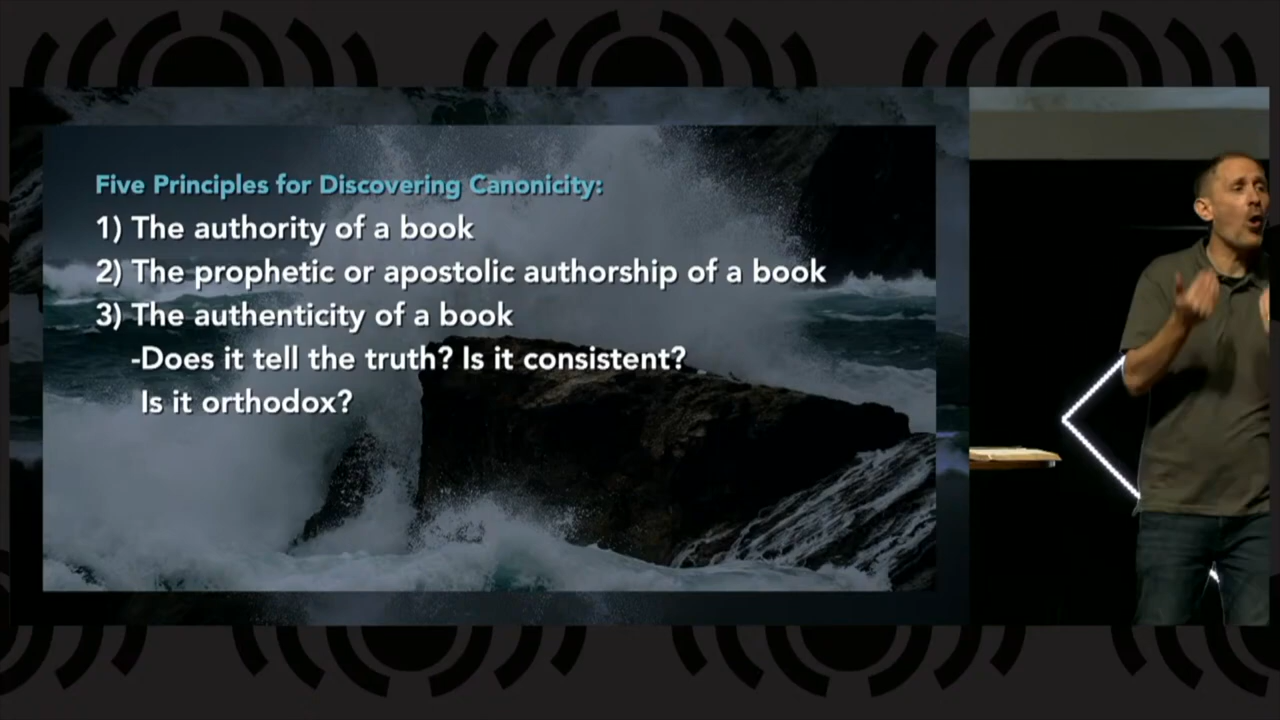 Five Principles for Discovering Canonicity:
1) The authority of a book
2) The prophetic or apostolic authorship of a book
3) The authenticity of a book
-Does it tell the truth? Is it consistent?
Is it orthodox?